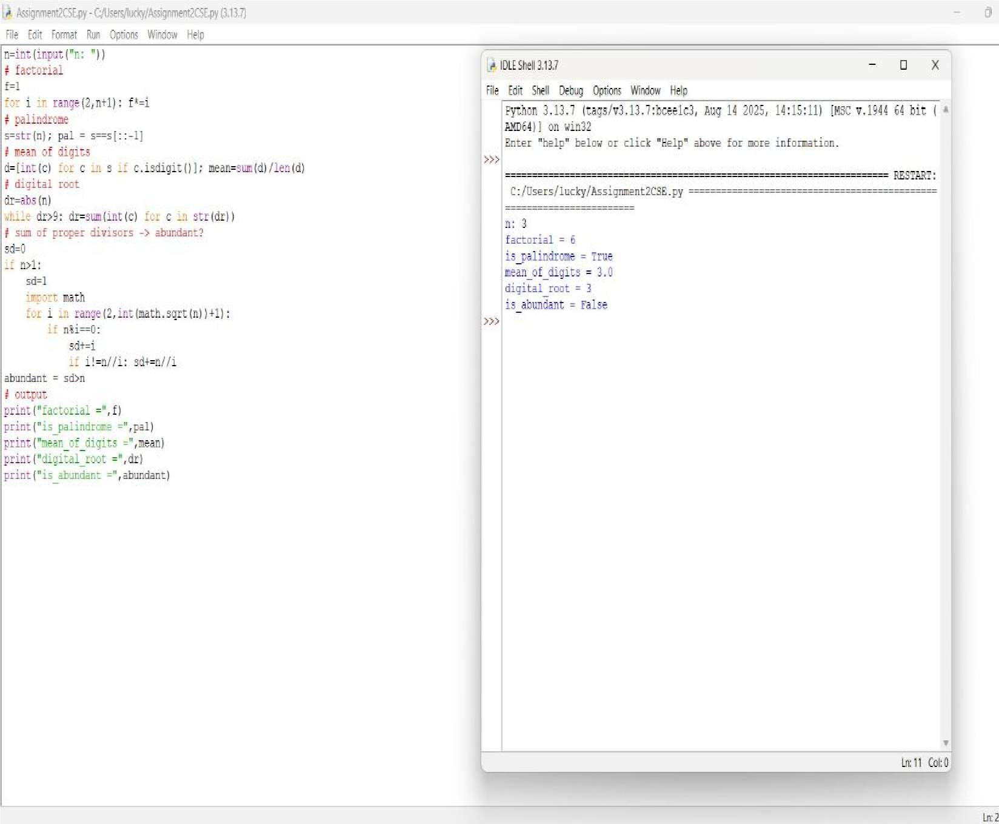 Assignment2CSE.py - C:/Users/lucky/Assignment2CSE.py (3.13.7)
File Edit Format Run Options Window Help
n=int(input("n: "))
# factorial
f=1
for i in range(2,n+1): f*=i
# palindrome
s=str(n); pal = s==s[::-1]
# mean of digits
d=[int(c) for c in s if c.isdigit()]; mean=sum(d)/len(d)
# digital root
dr=abs(n)
while dr>9: dr=sum(int(c) for c in str(dr))
# sum of proper divisors -> abundant?
sd=0
if n>1:
    sd=1
    import math
    for i in range(2,int(math.sqrt(n))+1):
        if n%i==0:
            sd+=i
            if i!=n//i: sd+=n//i
abundant = sd>n
# output
print("factorial =",f)
print("is_palindrome =",pal)
print("mean_of_digits =",mean)
print("digital_root =",dr)
print("is_abundant =",abundant)
IDLE Shell 3.13.7
File Edit Shell Debug Options Window Help
Python 3.13.7 (tags/v3.13.7:bcee1c3, Aug 14 2025, 14:15:11) [MSC v.1944 64 bit (
AMD64)] on win32
Enter "help" below or click "Help" above for more information.
>>>
======================================================================= RESTART:
C:/Users/lucky/Assignment2CSE.py ==============================================
========================
n: 3
factorial = 6
is_palindrome = True
mean_of_digits = 3.0
digital_root = 3
is_abundant = False
>>>
Ln: 11 Col: 0
Ln: 2